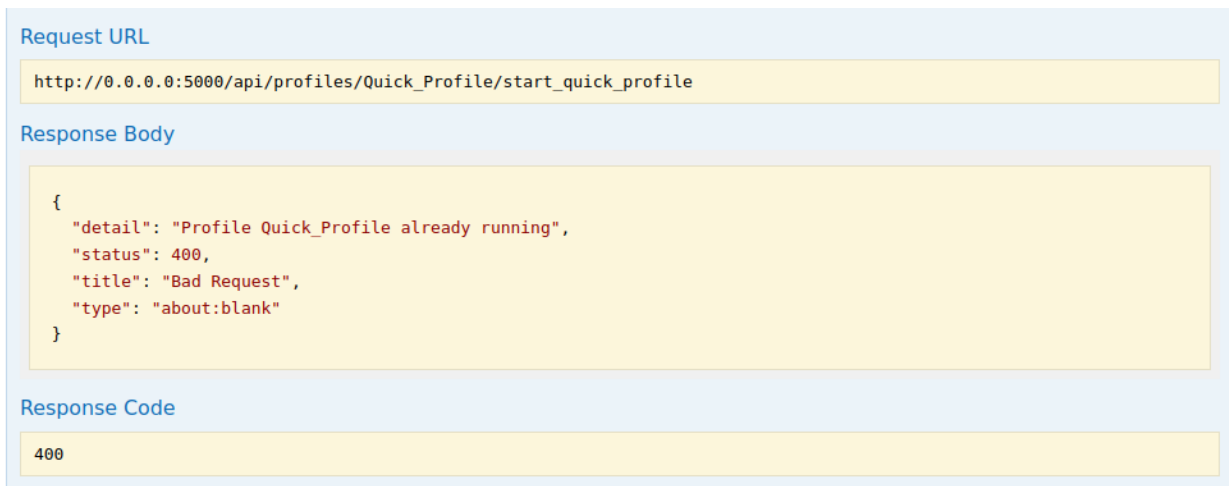 Request URL
http://0.0.0.0:5000/api/profiles/Quick_Profile/start_quick_profile
Response Body
{
"detail": "Profile Quick_Profile already running",
"status": 400,
"title": "Bad Request",
"type": "about:blank"
}
Response Code
400